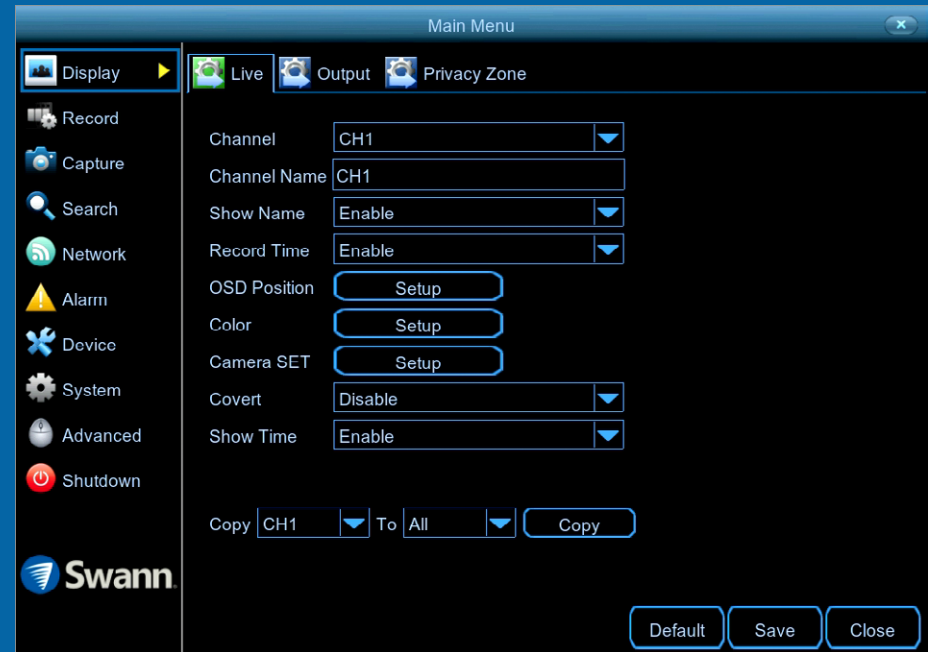 Main Menu
Display
Record
Capture
Search
Network
Alarm
Device
System
Advanced
Shutdown
Swann
Live Output Privacy Zone
Channel CH1
Channel Name CH1
Show Name Enable
Record Time Enable
OSD Position Setup
Color Setup
Camera SET Setup
Covert Disable
Show Time Enable
Copy CH1 To All Copy
Default Save Close